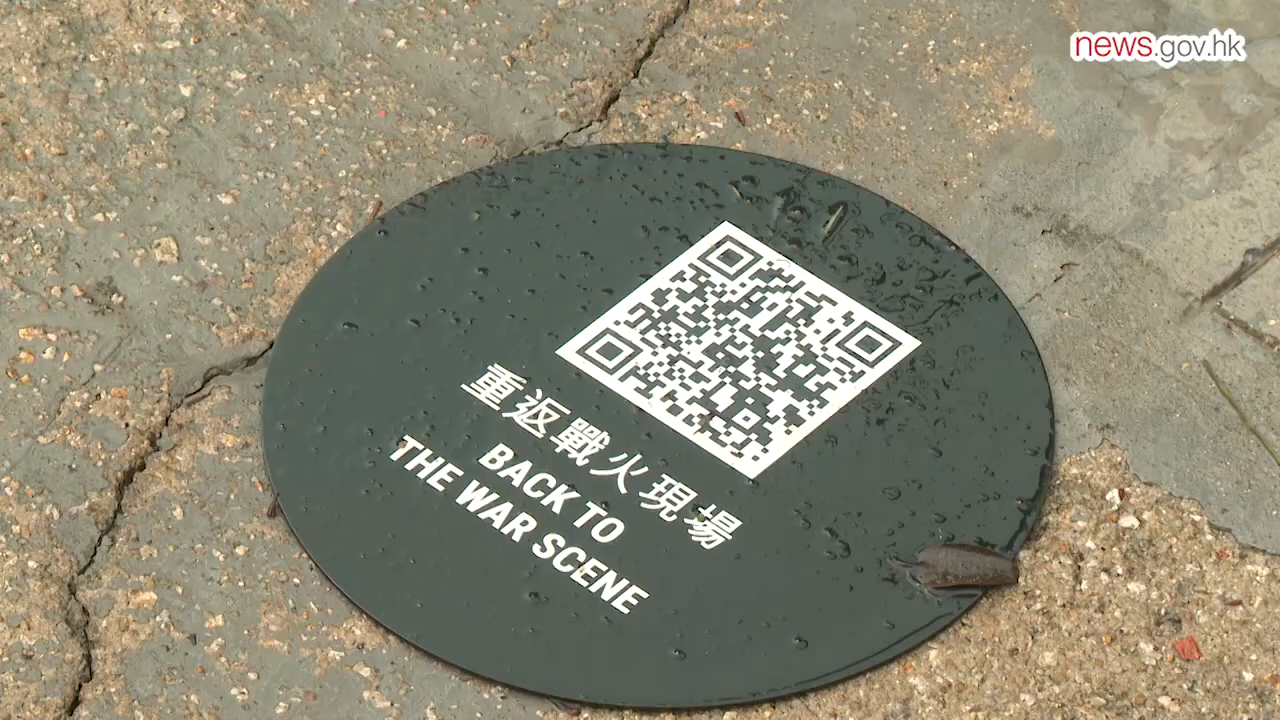 news.gov.hk
重返戰火現場
BACK TO
THE WAR SCENE